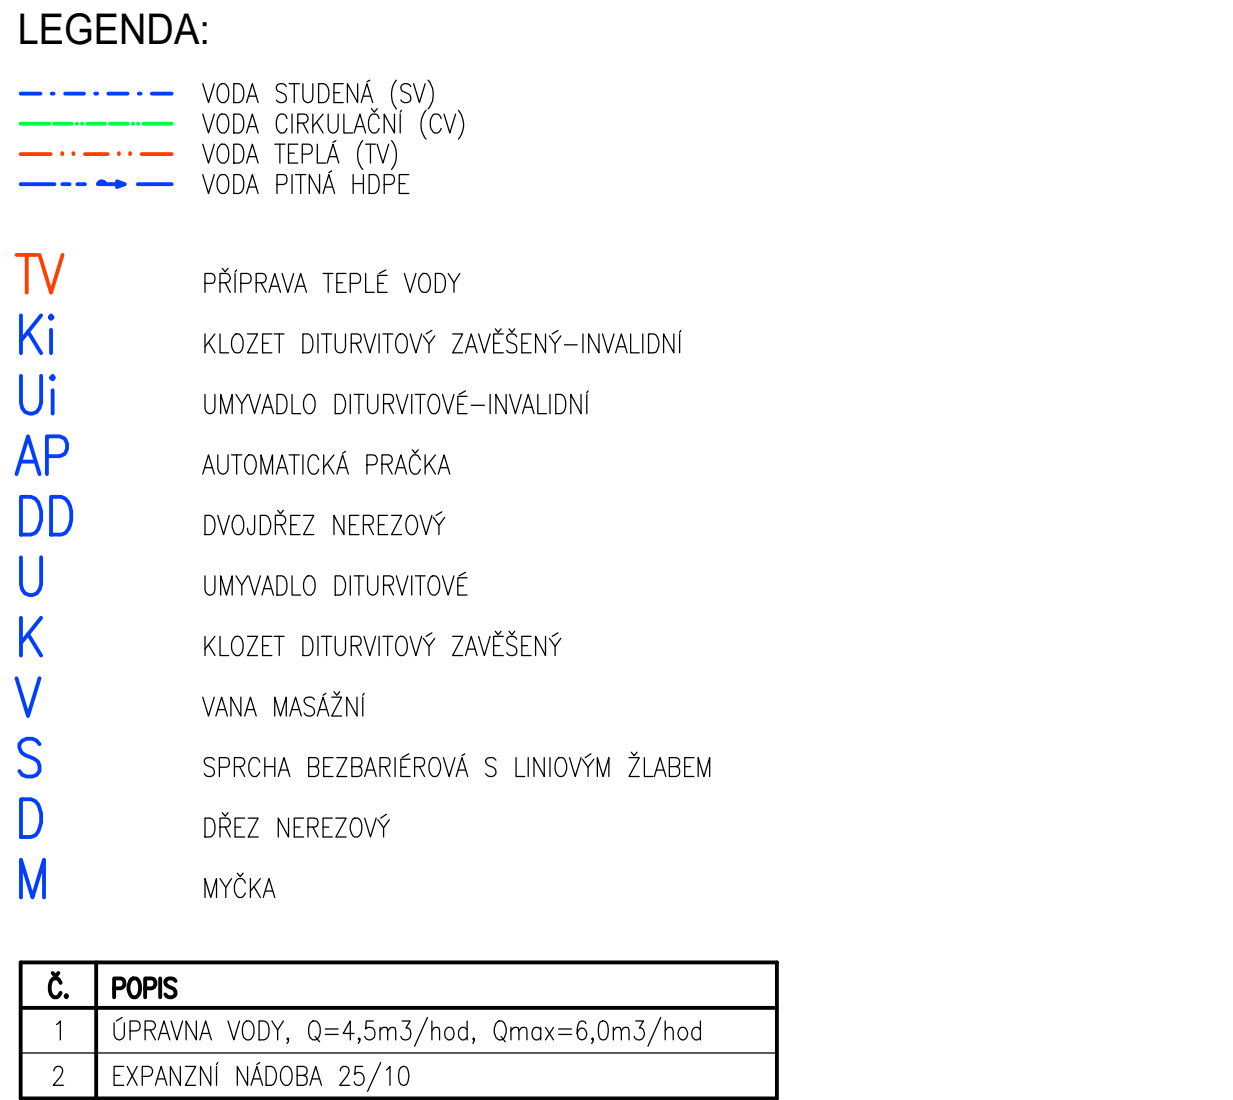 LEGENDA:
VODA STUDENÁ (SV)
VODA CIRKULAČNÍ (CV)
VODA TEPLÁ (TV)
VODA PITNÁ HDPE
TV PŘÍPRAVA TEPLÉ VODY
Ki KLOZET DITURVITOVÝ ZAVĚŠENÝ-INVALIDNÍ
Ui UMYVADLO DITURVITOVÉ-INVALIDNÍ
AP AUTOMATICKÁ PRAČKA
DD DVOJDŘEZ NEREZOVÝ
U UMYVADLO DITURVITOVÉ
K KLOZET DITURVITOVÝ ZAVĚŠENÝ
V VANA MASÁŽNÍ
S SPRCHA BEZBARIÉROVÁ S LINIOVÝM ŽLABEM
D DŘEZ NEREZOVÝ
M MYČKA
Č. POPIS
1 ÚPRAVNA VODY, Q=4,5m3/hod, Qmax=6,0m3/hod
2 EXPANZNÍ NÁDOBA 25/10